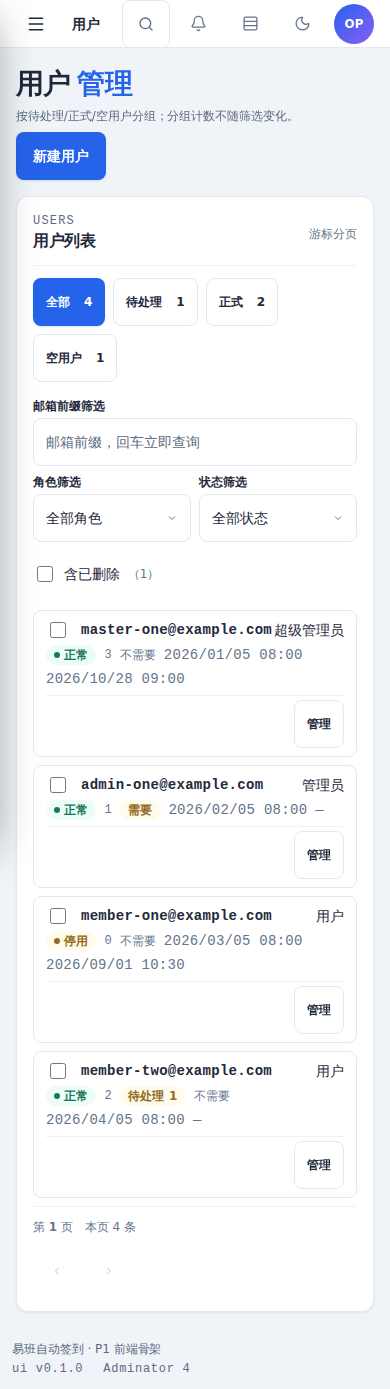 用户
OP
用户 管理
按待处理/正式/空用户分组；分组计数不随筛选变化。
新建用户
USERS
用户列表
游标分页
全部 4
待处理 1
正式 2
空用户 1
邮箱前缀筛选
邮箱前缀，回车立即查询
角色筛选
状态筛选
全部角色
全部状态
含已删除 （1）
master-one@example.com 超级管理员
正常 3 不需要 2026/01/05 08:00
2026/10/28 09:00
管理
admin-one@example.com 管理员
正常 1 需要 2026/02/05 08:00 —
管理
member-one@example.com 用户
停用 0 不需要 2026/03/05 08:00
2026/09/01 10:30
管理
member-two@example.com 用户
正常 2 待处理 1 不需要
2026/04/05 08:00 —
管理
第 1 页 本页 4 条
‹ ›
易班自动签到 · P1 前端骨架
ui v0.1.0 Adminator 4